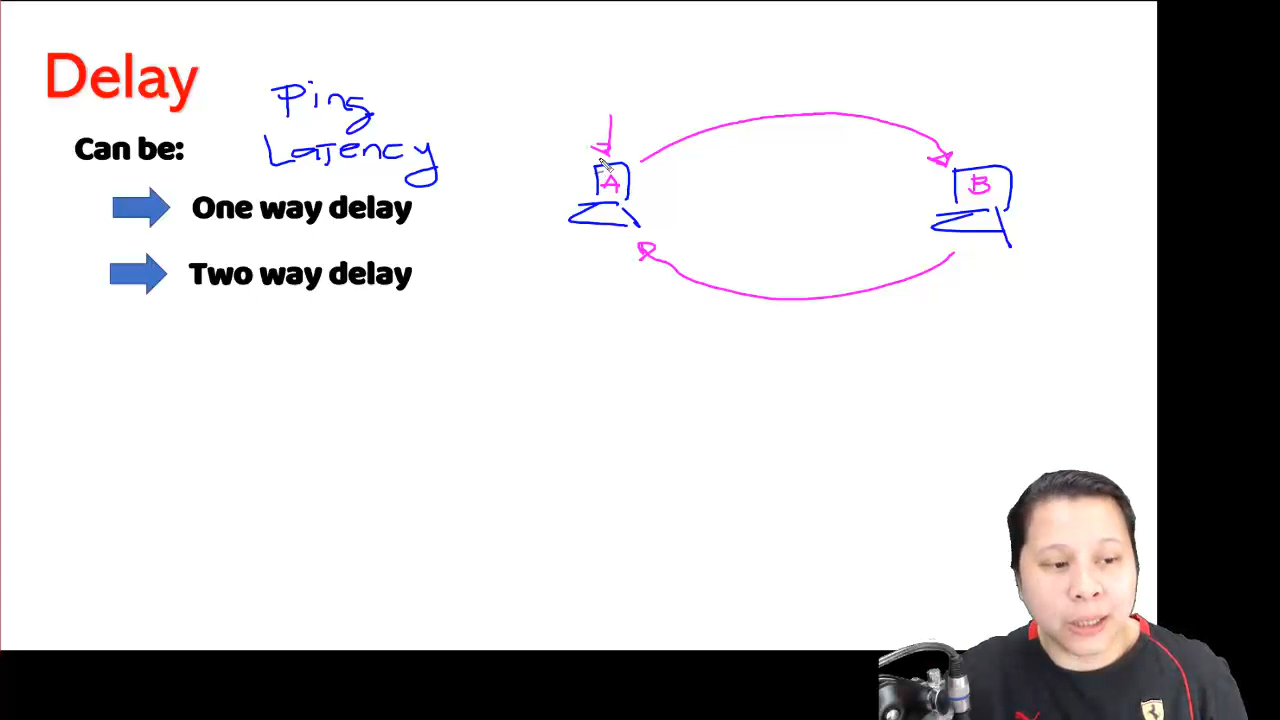 Delay
Ping
Can be:
Latency
One way delay
Two way delay
A
B